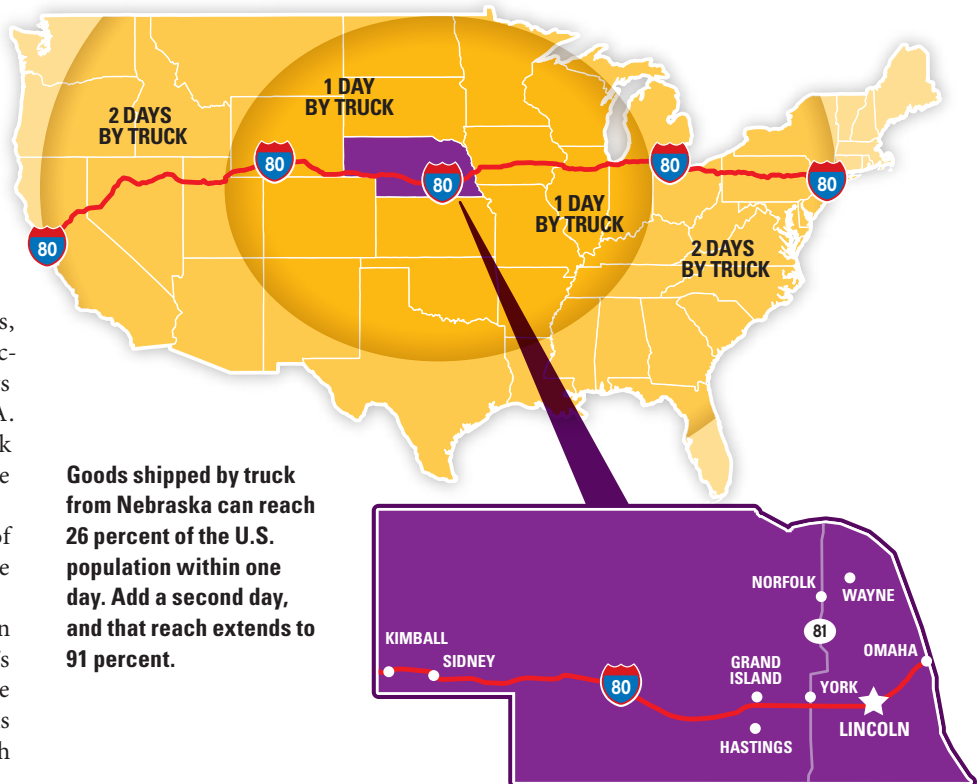 1 DAY
BY TRUCK
2 DAYS
BY TRUCK
80
80
80
80
80
1 DAY
BY TRUCK
2 DAYS
BY TRUCK
s,
c-
s
A.
k
e
of
e
n
's
e
s
h
Goods shipped by truck
from Nebraska can reach
26 percent of the U.S.
population within one
day. Add a second day,
and that reach extends to
91 percent.
NORFOLK
WAYNE
81
KIMBALL
SIDNEY
OMAHA
GRAND
ISLAND
80
YORK
LINCOLN
HASTINGS